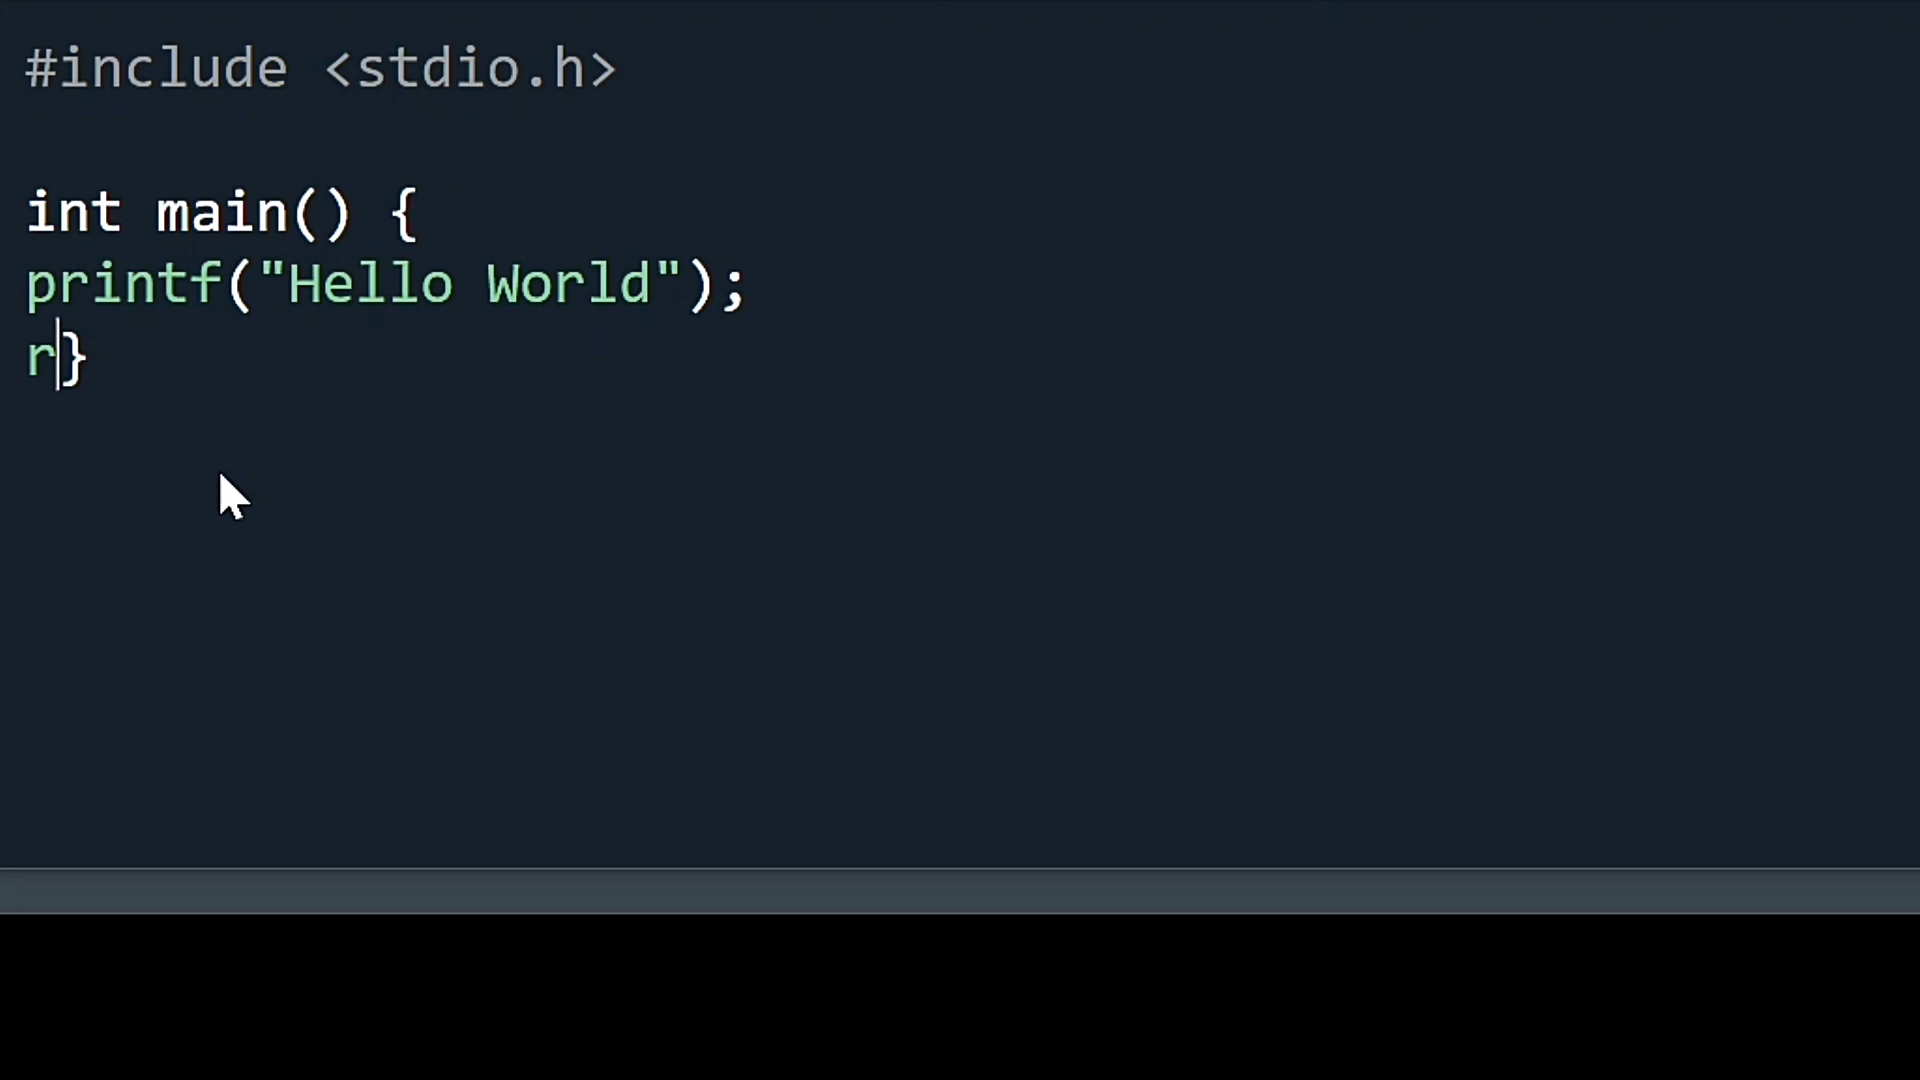 #include <stdio.h>
int main() {
printf("Hello World");
r}